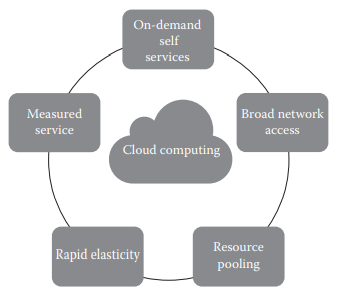 On-demand
self
services
Measured
service
Broad network
access
Cloud computing
Rapid elasticity
Resource
pooling